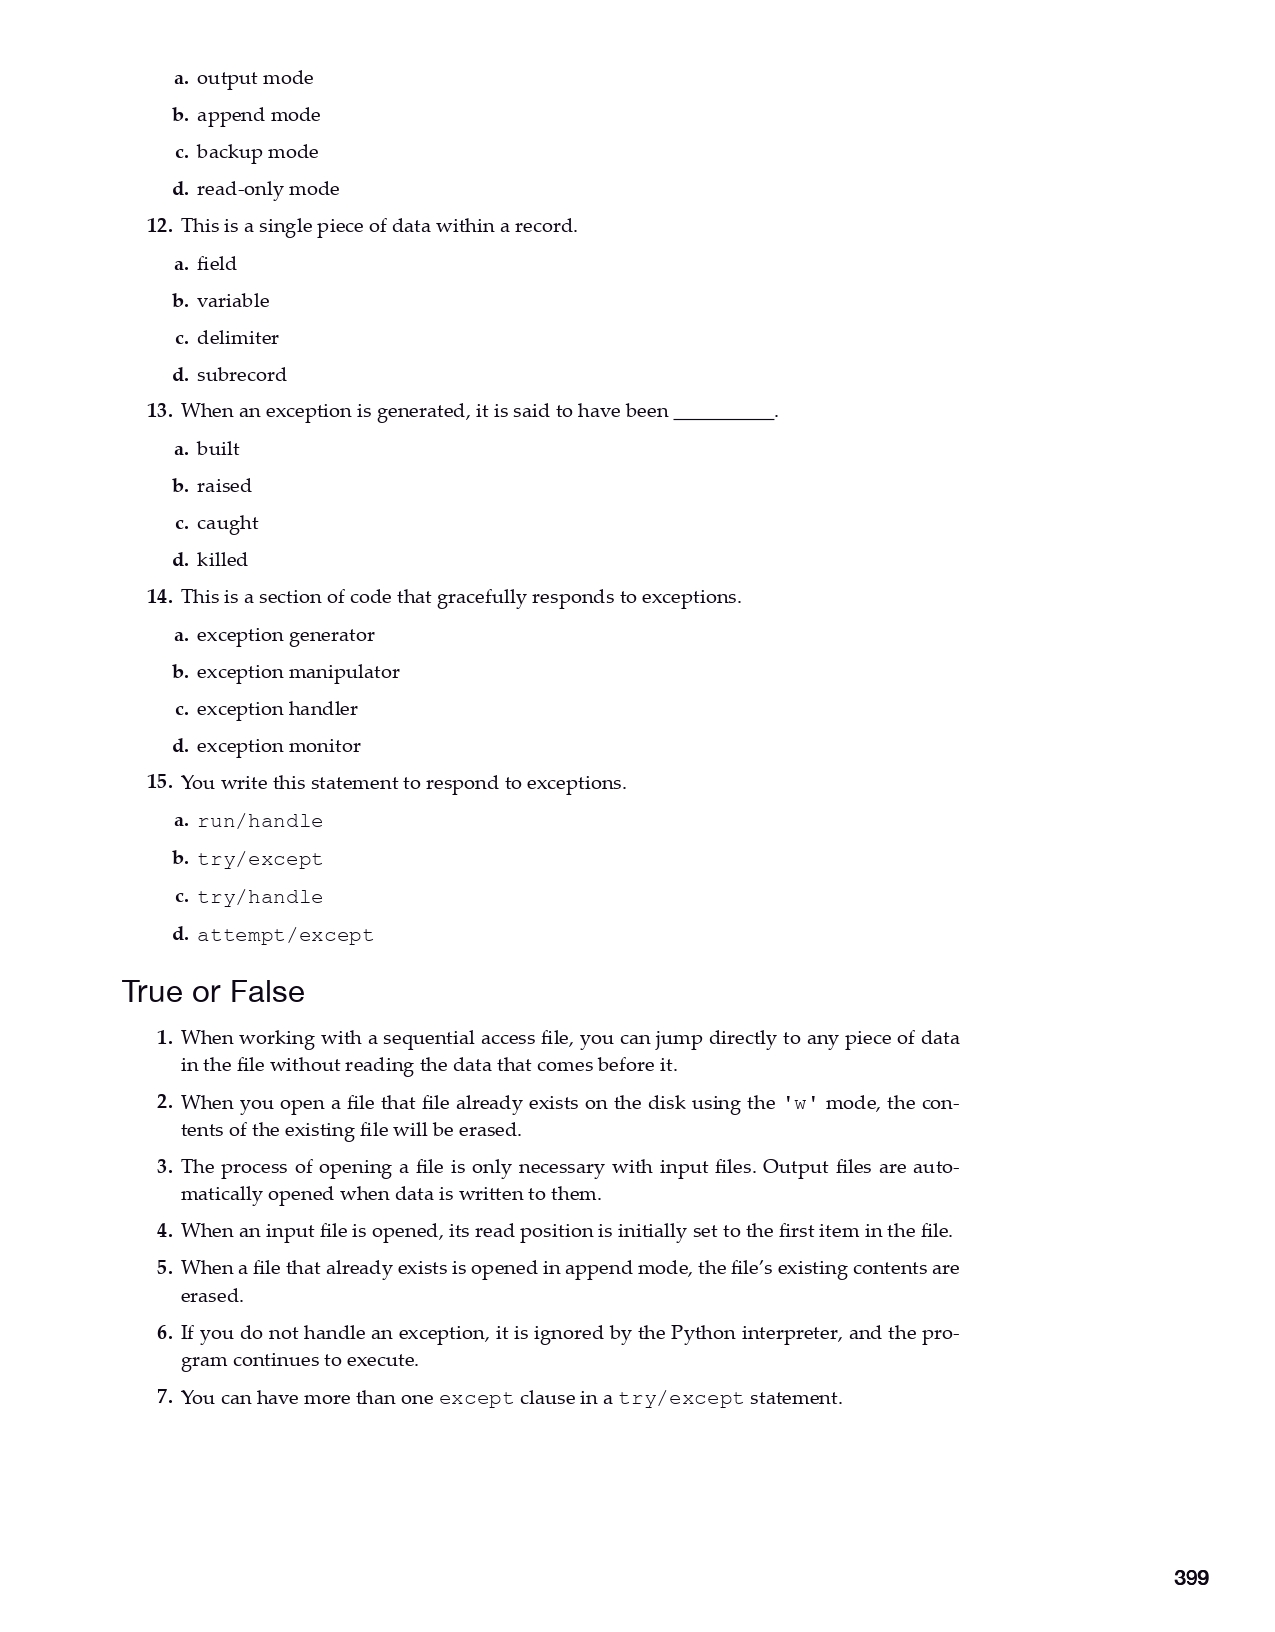 a. output mode
b. append mode
c. backup mode
d. read-only mode
12. This is a single piece of data within a record.
a. field
b. variable
c. delimiter
d. subrecord
13. When an exception is generated, it is said to have been __________.
a. built
b. raised
c. caught
d. killed
14. This is a section of code that gracefully responds to exceptions.
a. exception generator
b. exception manipulator
c. exception handler
d. exception monitor
15. You write this statement to respond to exceptions.
a. run/handle
b. try/except
c. try/handle
d. attempt/except
True or False
1. When working with a sequential access file, you can jump directly to any piece of data
in the file without reading the data that comes before it.
2. When you open a file that file already exists on the disk using the 'w' mode, the con-
tents of the existing file will be erased.
3. The process of opening a file is only necessary with input files. Output files are auto-
matically opened when data is written to them.
4. When an input file is opened, its read position is initially set to the first item in the file.
5. When a file that already exists is opened in append mode, the file’s existing contents are
erased.
6. If you do not handle an exception, it is ignored by the Python interpreter, and the pro-
gram continues to execute.
7. You can have more than one except clause in a try/except statement.
399